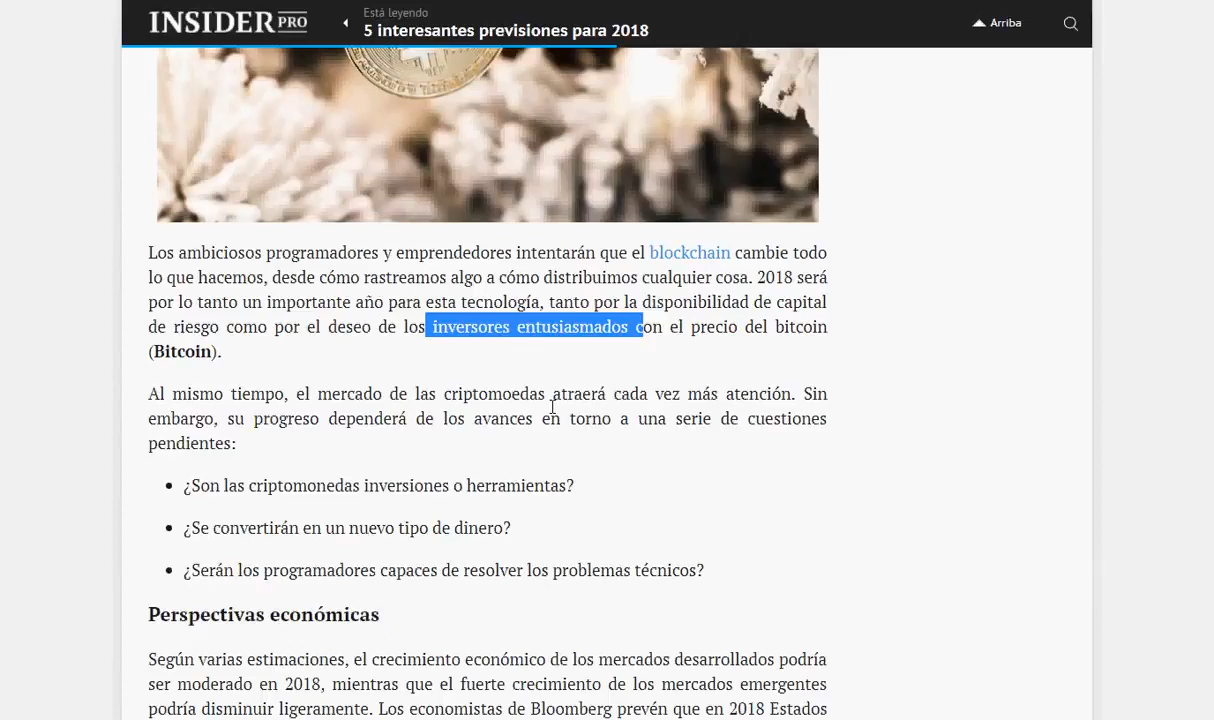 INSIDER PRO
Está leyendo
5 interesantes previsiones para 2018
Arriba
Los ambiciosos programadores y emprendedores intentarán que el blockchain cambie todo
lo que hacemos, desde cómo rastreamos algo a cómo distribuimos cualquier cosa. 2018 será
por lo tanto un importante año para esta tecnología, tanto por la disponibilidad de capital
de riesgo como por el deseo de los inversores entusiasmados con el precio del bitcoin
(Bitcoin).
Al mismo tiempo, el mercado de las criptomoedas atraerá cada vez más atención. Sin
embargo, su progreso dependerá de los avances en torno a una serie de cuestiones
pendientes:
• ¿Son las criptomonedas inversiones o herramientas?
• ¿Se convertirán en un nuevo tipo de dinero?
• ¿Serán los programadores capaces de resolver los problemas técnicos?
Perspectivas económicas
Según varias estimaciones, el crecimiento económico de los mercados desarrollados podría
ser moderado en 2018, mientras que el fuerte crecimiento de los mercados emergentes
podría disminuir ligeramente. Los economistas de Bloomberg prevén que en 2018 Estados